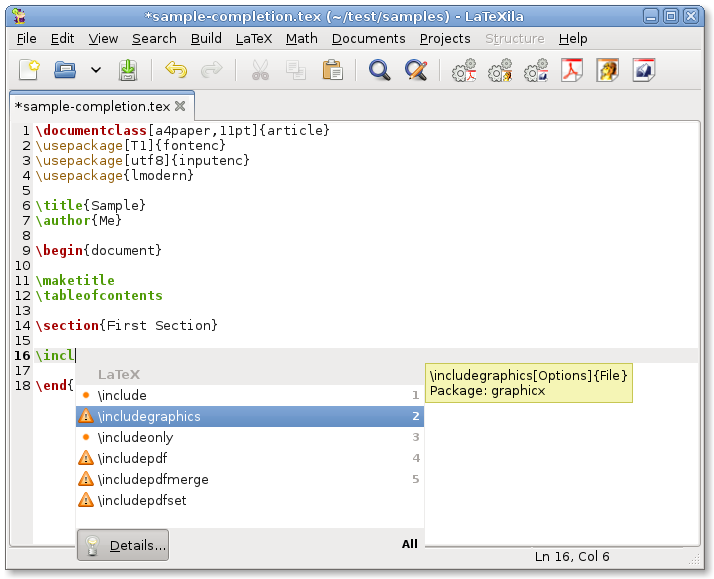 *sample-completion.tex (~/test/samples) - LaTeXila
File Edit View Search Build LaTeX Math Documents Projects Structure Help
*sample-completion.tex
1 \documentclass[a4paper,11pt]{article}
2 \usepackage[T1]{fontenc}
3 \usepackage[utf8]{inputenc}
4 \usepackage{lmodern}
5
6 \title{Sample}
7 \author{Me}
8
9 \begin{document}
10
11 \maketitle
12 \tableofcontents
13
14 \section{First Section}
15
16 \incl
17
18 \end{
LaTeX
\include 1
\includegraphics 2
\includeonly 3
\includepdf 4
\includepdfmerge 5
\includepdfset
Details... All
\includegraphics[Options]{File}
Package: graphicx
Ln 16, Col 6